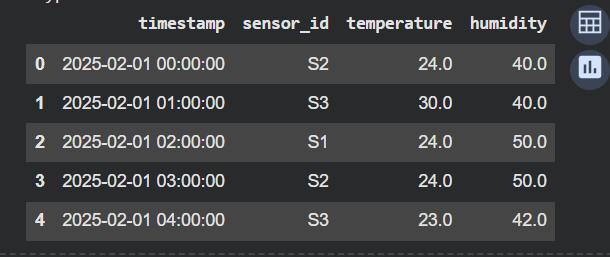 timestamp sensor_id temperature humidity
0 2025-02-01 00:00:00 S2 24.0 40.0
1 2025-02-01 01:00:00 S3 30.0 40.0
2 2025-02-01 02:00:00 S1 24.0 50.0
3 2025-02-01 03:00:00 S2 24.0 50.0
4 2025-02-01 04:00:00 S3 23.0 42.0